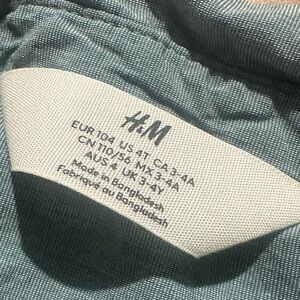 H&M
EUR 104 US 4T CA 3-4A
CN 110/56 MX 3-4A
AUS 4 UK 3-4Y
Made in Bangladesh
Fabriqué au Bangladesh